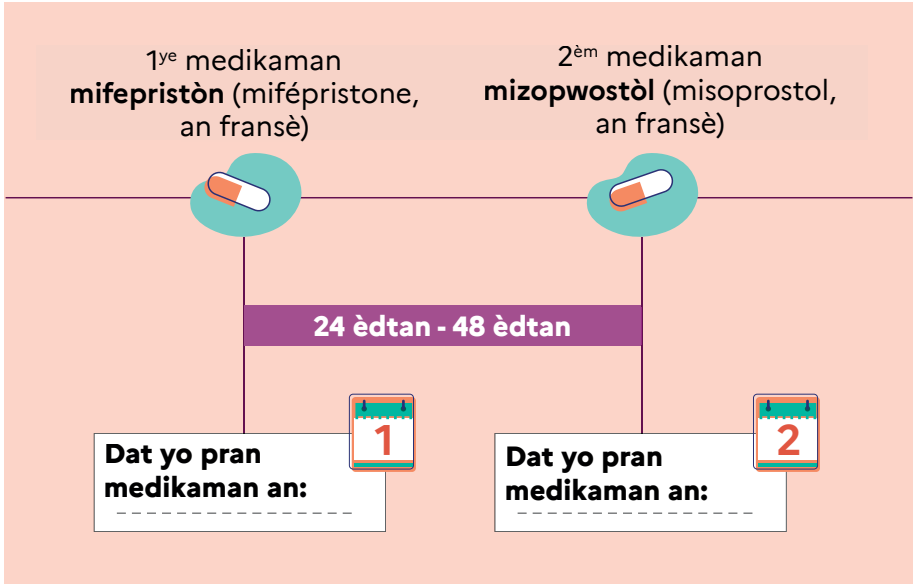 1ye medikaman
mifepristòn (mifépristone,
an fransè)
2èm medikaman
mizopwostòl (misoprostol,
an fransè)
24 èdtan - 48 èdtan
1
Dat yo pran
medikaman an:
2
Dat yo pran
medikaman an: